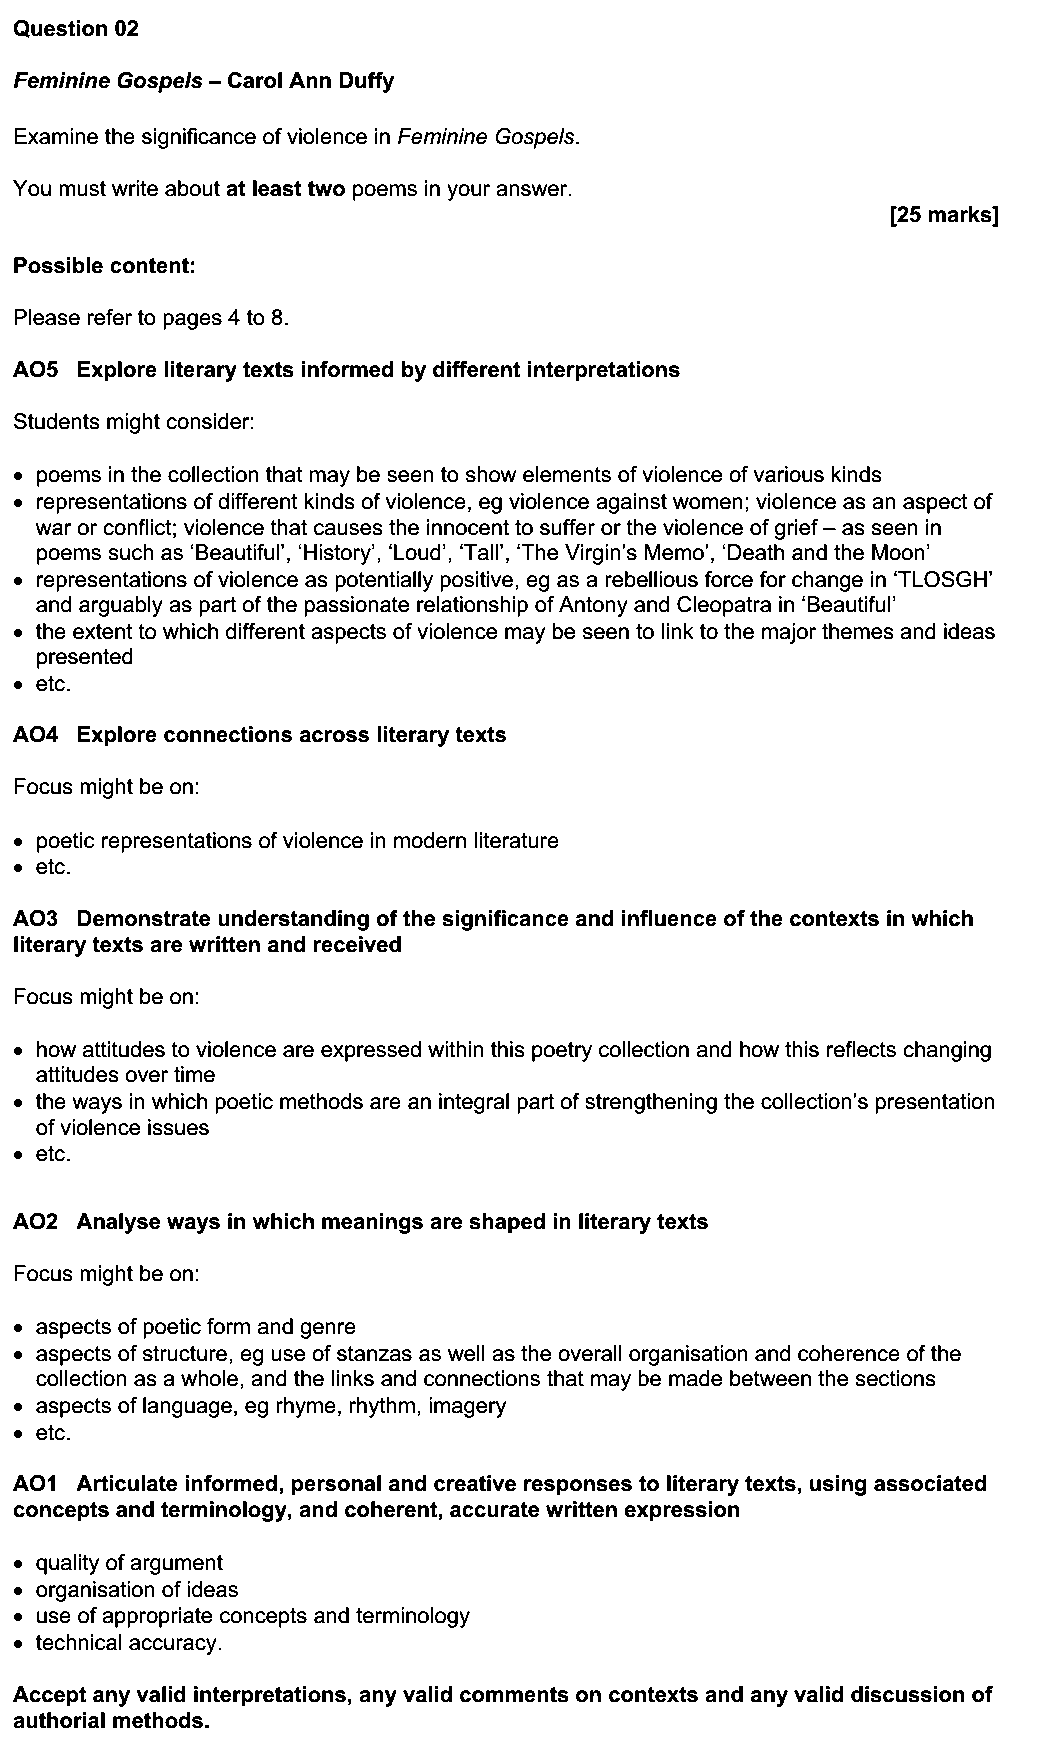 Question 02
Feminine Gospels – Carol Ann Duffy
Examine the significance of violence in Feminine Gospels.
You must write about at least two poems in your answer.
[25 marks]
Possible content:
Please refer to pages 4 to 8.
AO5 Explore literary texts informed by different interpretations
Students might consider:
• poems in the collection that may be seen to show elements of violence of various kinds
• representations of different kinds of violence, eg violence against women; violence as an aspect of
war or conflict; violence that causes the innocent to suffer or the violence of grief – as seen in
poems such as ‘Beautiful’, ‘History’, ‘Loud’, ‘Tall’, ‘The Virgin’s Memo’, ‘Death and the Moon’
• representations of violence as potentially positive, eg as a rebellious force for change in ‘TLOSGH’
and arguably as part of the passionate relationship of Antony and Cleopatra in ‘Beautiful’
• the extent to which different aspects of violence may be seen to link to the major themes and ideas
presented
• etc.
AO4 Explore connections across literary texts
Focus might be on:
• poetic representations of violence in modern literature
• etc.
AO3 Demonstrate understanding of the significance and influence of the contexts in which
literary texts are written and received
Focus might be on:
• how attitudes to violence are expressed within this poetry collection and how this reflects changing
attitudes over time
• the ways in which poetic methods are an integral part of strengthening the collection’s presentation
of violence issues
• etc.
AO2 Analyse ways in which meanings are shaped in literary texts
Focus might be on:
• aspects of poetic form and genre
• aspects of structure, eg use of stanzas as well as the overall organisation and coherence of the
collection as a whole, and the links and connections that may be made between the sections
• aspects of language, eg rhyme, rhythm, imagery
• etc.
AO1 Articulate informed, personal and creative responses to literary texts, using associated
concepts and terminology, and coherent, accurate written expression
• quality of argument
• organisation of ideas
• use of appropriate concepts and terminology
• technical accuracy.
Accept any valid interpretations, any valid comments on contexts and any valid discussion of
authorial methods.